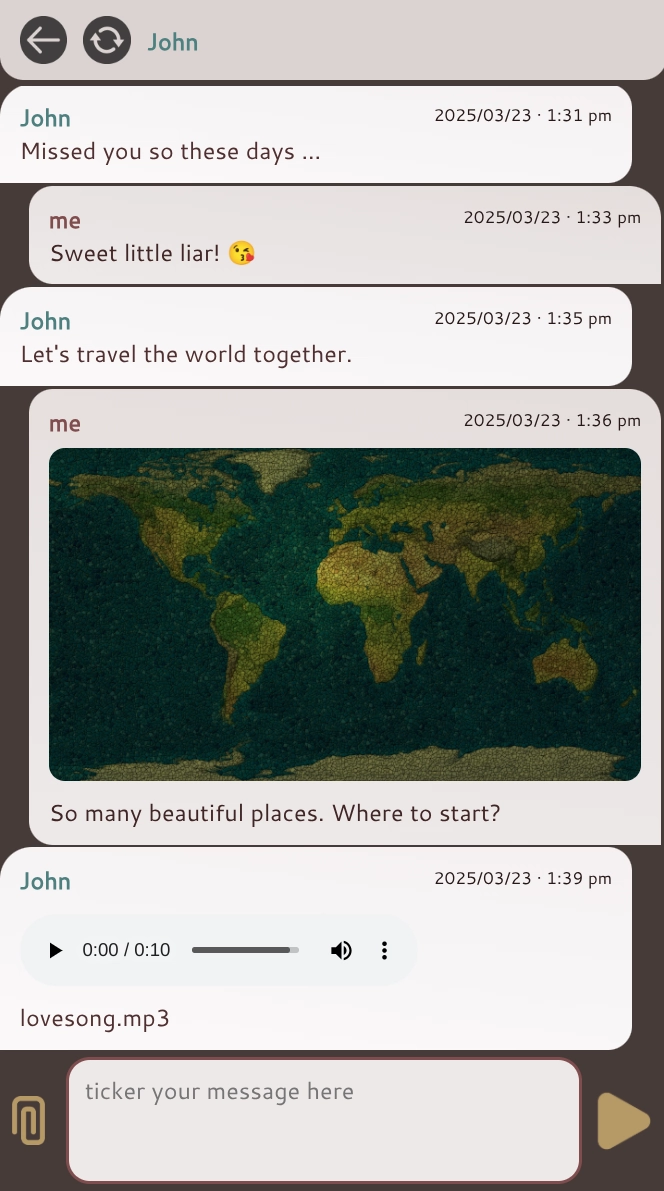 John
John
2025/03/23 · 1:31 pm
Missed you so these days ...
me
2025/03/23 · 1:33 pm
Sweet little liar! 😘
John
2025/03/23 · 1:35 pm
Let's travel the world together.
me
2025/03/23 · 1:36 pm
So many beautiful places. Where to start?
John
2025/03/23 · 1:39 pm
0:00 / 0:10
lovesong.mp3
ticker your message here